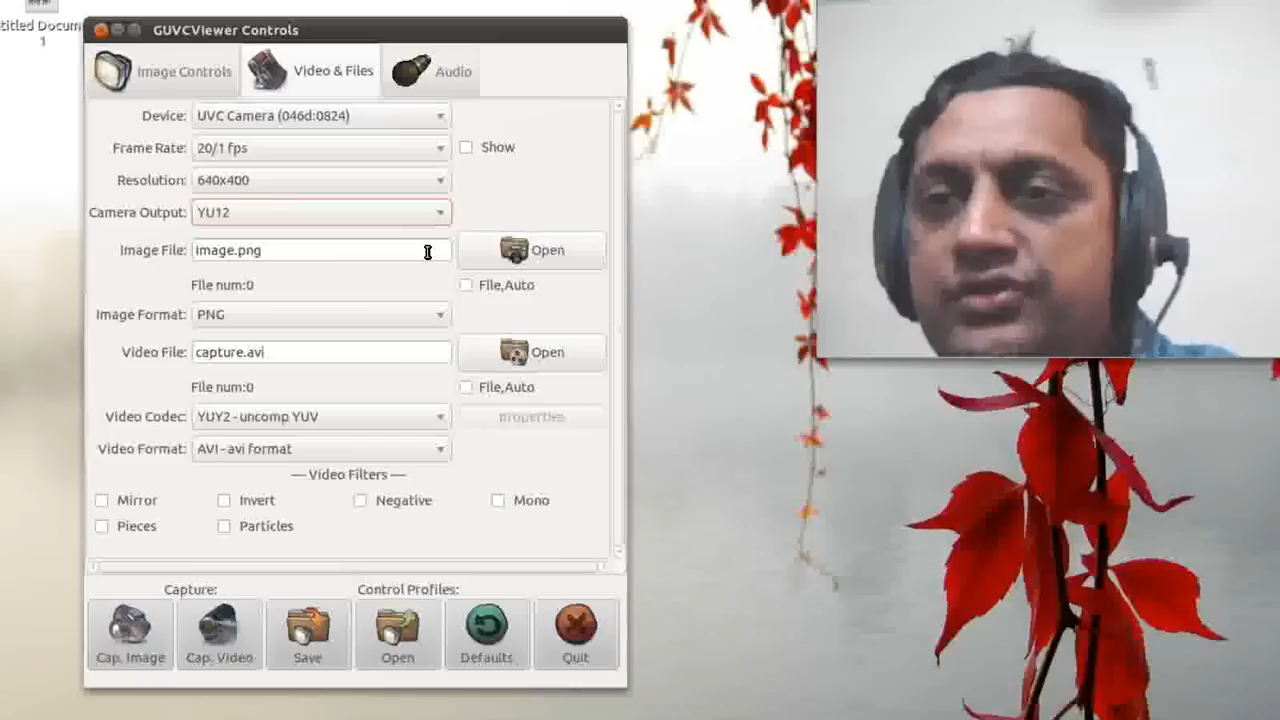 titled Docum
1
GUVCViewer Controls
Image Controls
Video & Files
Audio
Device: UVC Camera (046d:0824)
Frame Rate: 20/1 fps
Show
Resolution: 640x400
Camera Output: YU12
Image File: Image.png
Open
File num:0
File,Auto
Image Format: PNG
Video File: capture.avi
Open
File num:0
File,Auto
Video Codec: YUY2 - uncomp YUV
properties
Video Format: AVI - avi format
— Video Filters —
Mirror
Invert
Negative
Mono
Pieces
Particles
Capture:
Control Profiles:
Cap. Image
Cap. Video
Save
Open
Defaults
Quit